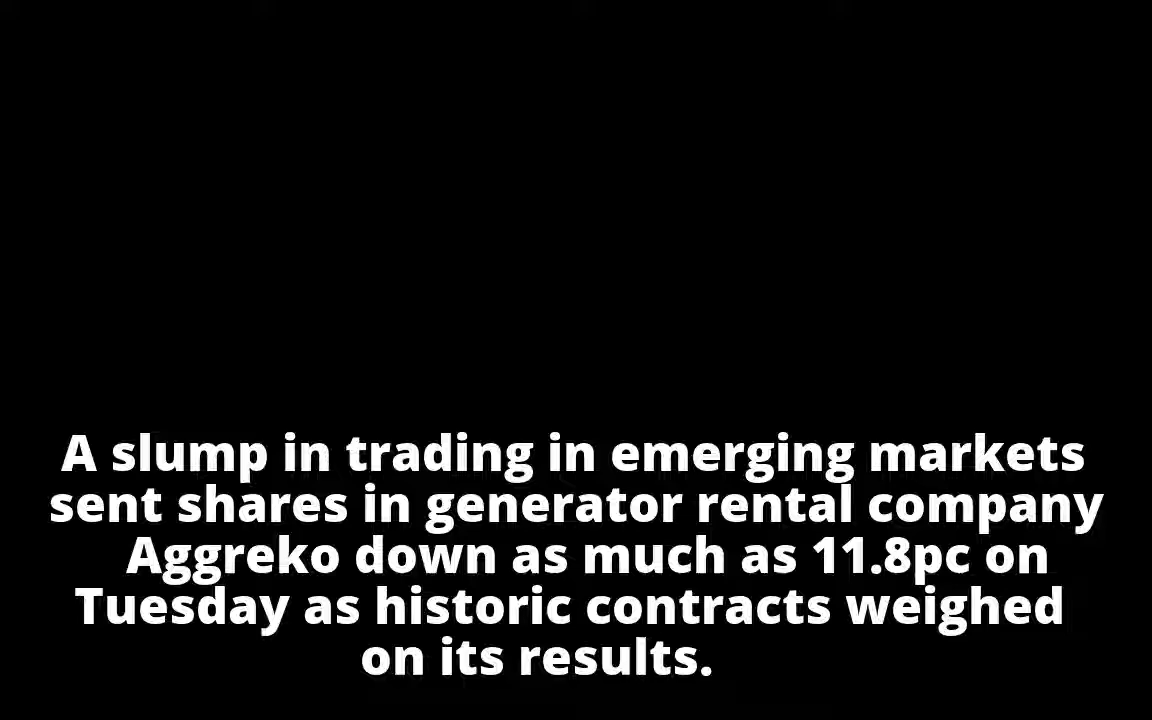 A slump in trading in emerging markets
sent shares in generator rental company
Aggreko down as much as 11.8pc on
Tuesday as historic contracts weighed
on its results.